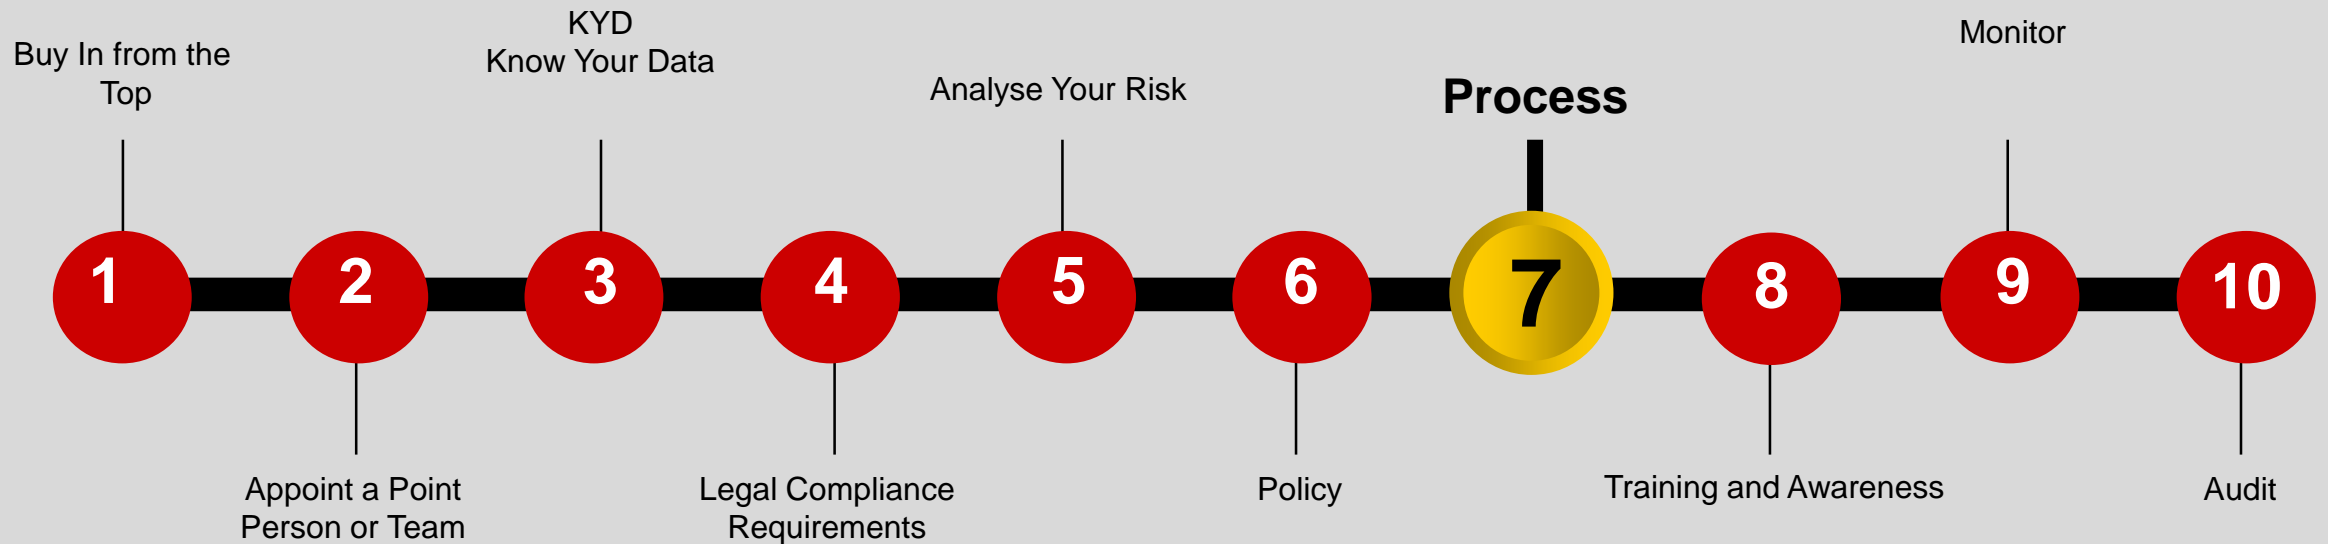 Buy In from the
Top
KYD
Know Your Data
Analyse Your Risk
Process
Monitor
1
2
3
4
5
6
7
8
9
10
Appoint a Point
Person or Team
Legal Compliance
Requirements
Policy
Training and Awareness
Audit